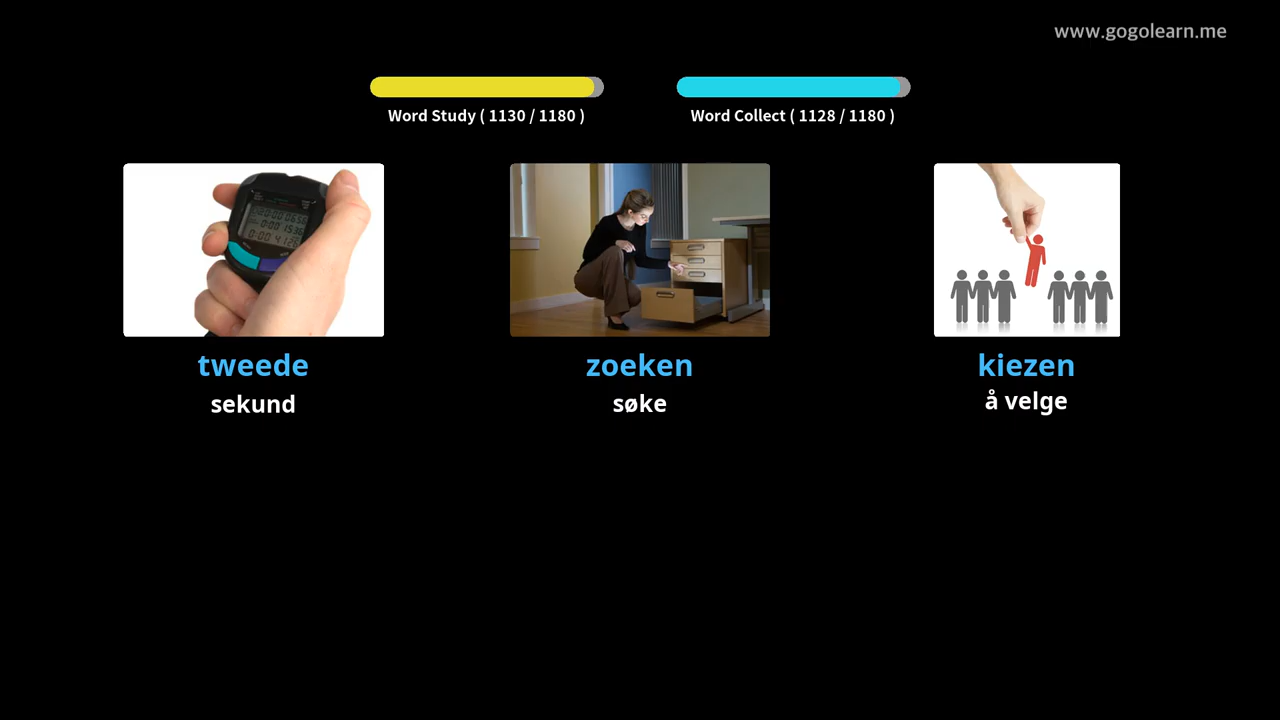 www.gogolearn.me
Word Study ( 1130 / 1180 )
Word Collect ( 1128 / 1180 )
tweede
sekund
zoeken
søke
kiezen
å velge